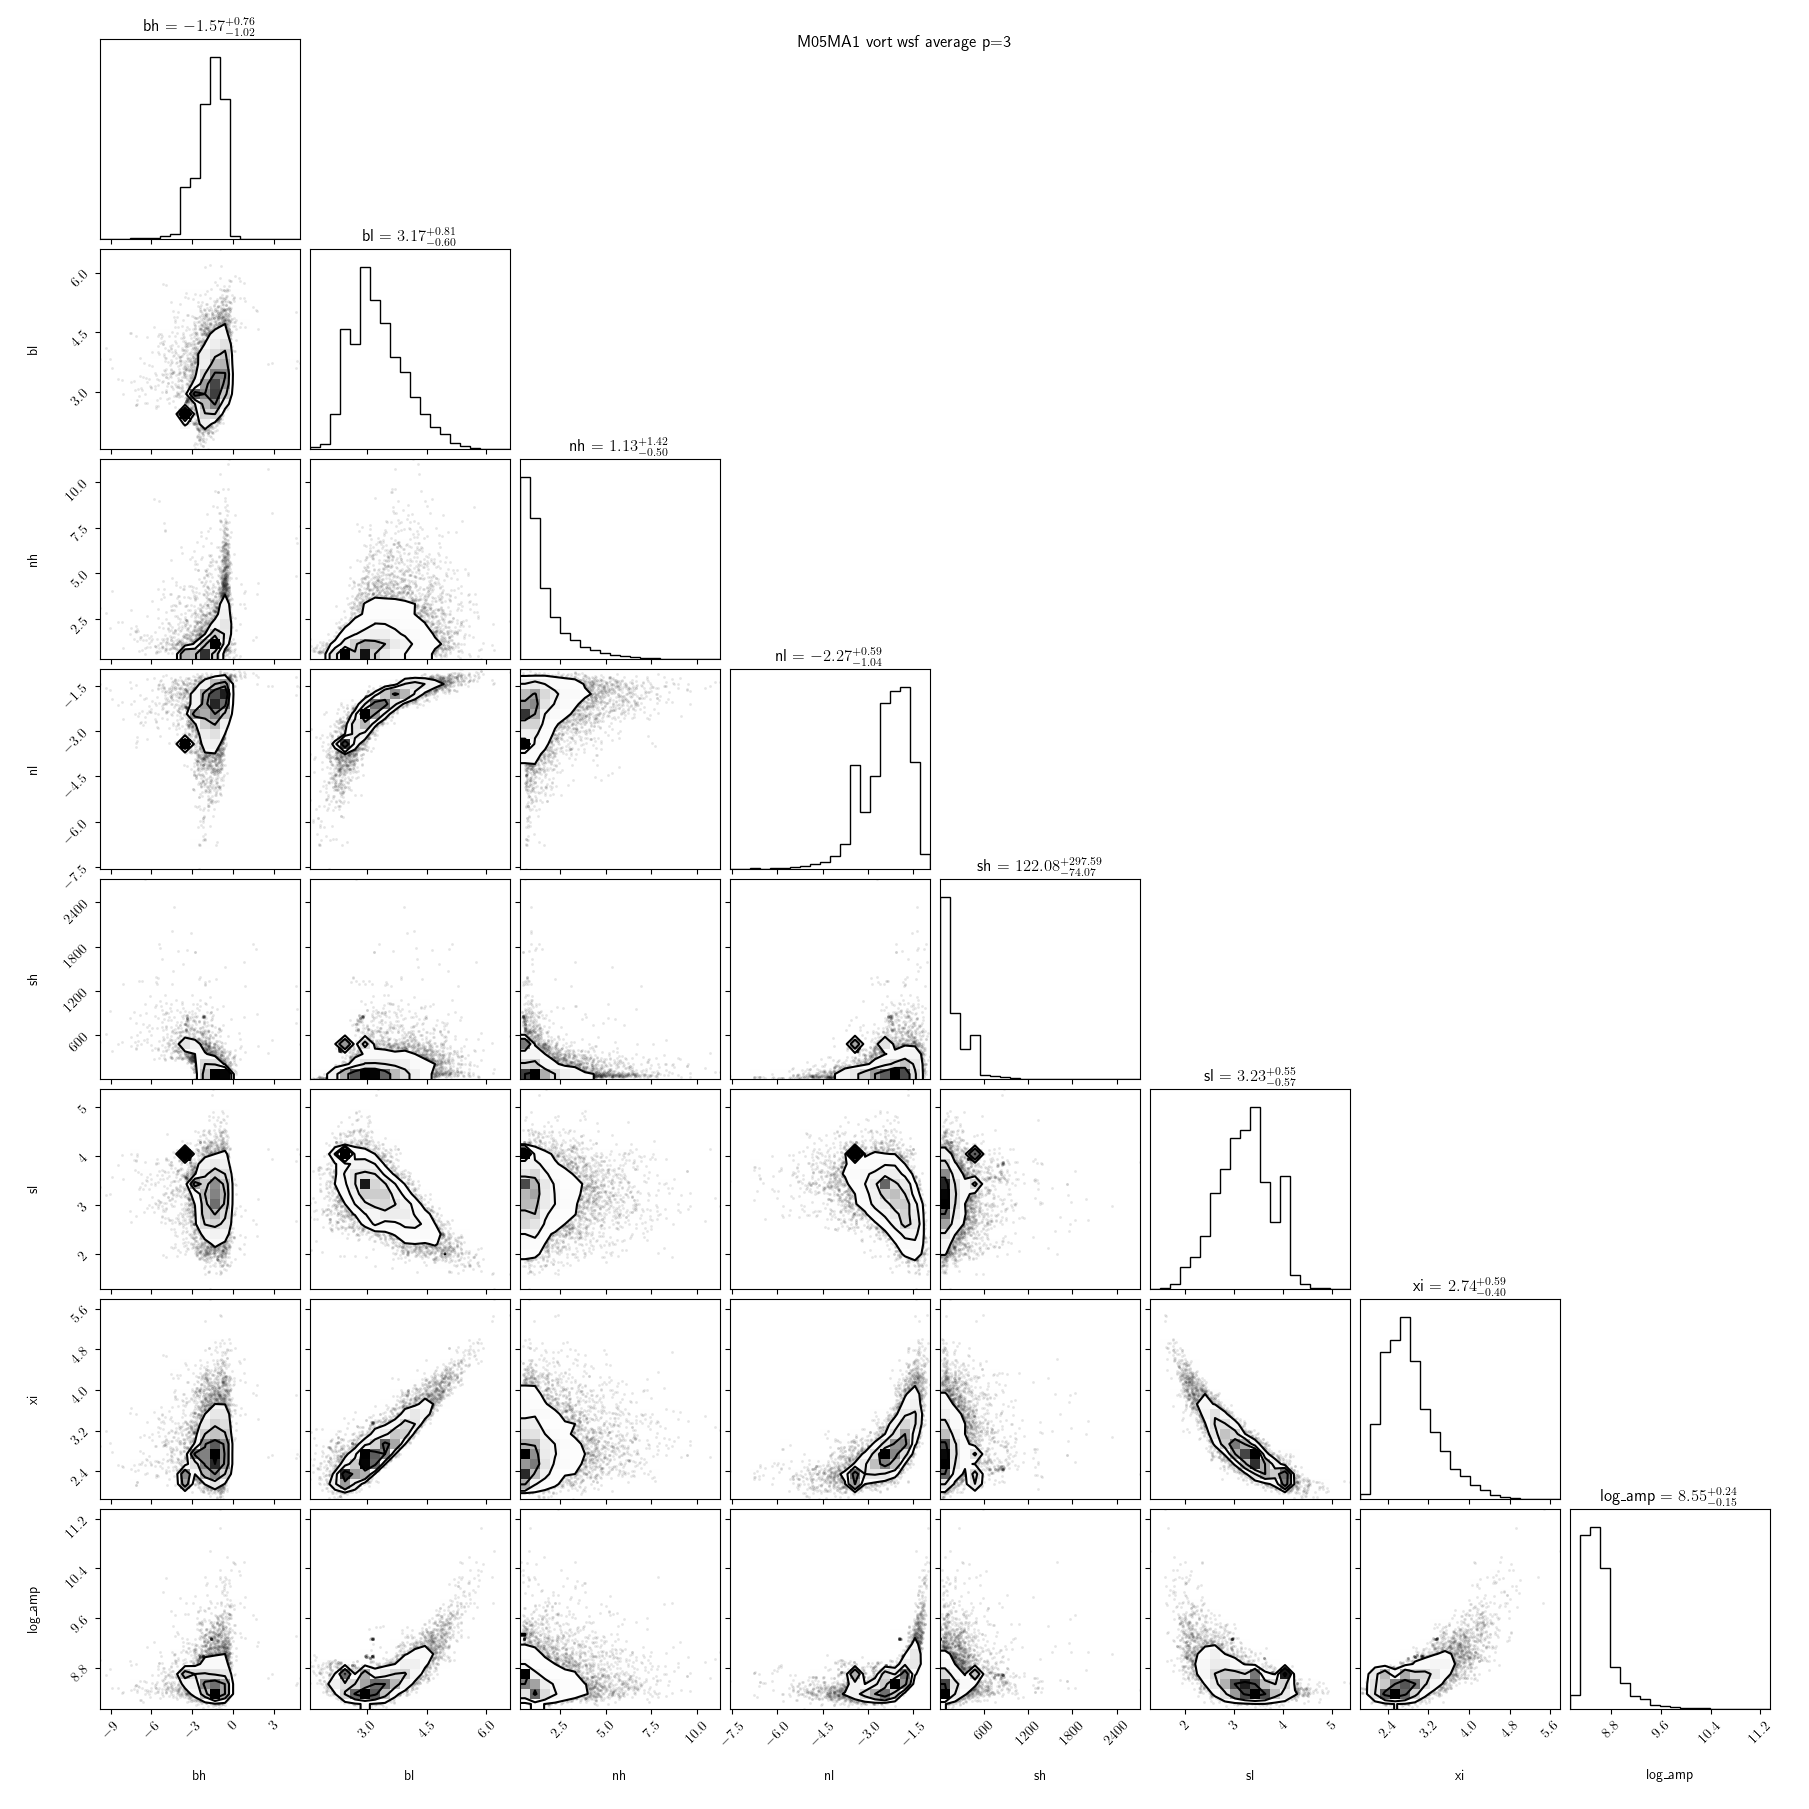 bh = −1.57+0.76−1.02
M05MA1 vort wsf average p=3
bl = 3.17+0.81−0.60
6.0
4.5
3.0
bl
nh = 1.13+1.42−0.50
10.0
7.5
5.0
2.5
nh
nl = −2.27+0.59−1.04
−1.5
−3.0
−4.5
−6.0
−7.5
nl
sh = 122.08+297.59−74.07
2400
1800
1200
600
sh
sl = 3.23+0.55−0.57
5
4
3
2
sl
xi = 2.74+0.59−0.40
5.6
4.8
4.0
3.2
2.4
xi
log_amp = 8.55+0.24−0.15
11.2
10.4
9.6
8.8
log_amp
−9 −6 −3 0 3 3.0 4.5 6.0 2.5 5.0 7.5 10.0 −7.5 −6.0 −4.5 −3.0 −1.5 600 1200 1800 2400 2 3 4 5 2.4 3.2 4.0 4.8 5.6 8.8 9.6 10.4 11.2
bh bl nh nl sh sl xi log_amp